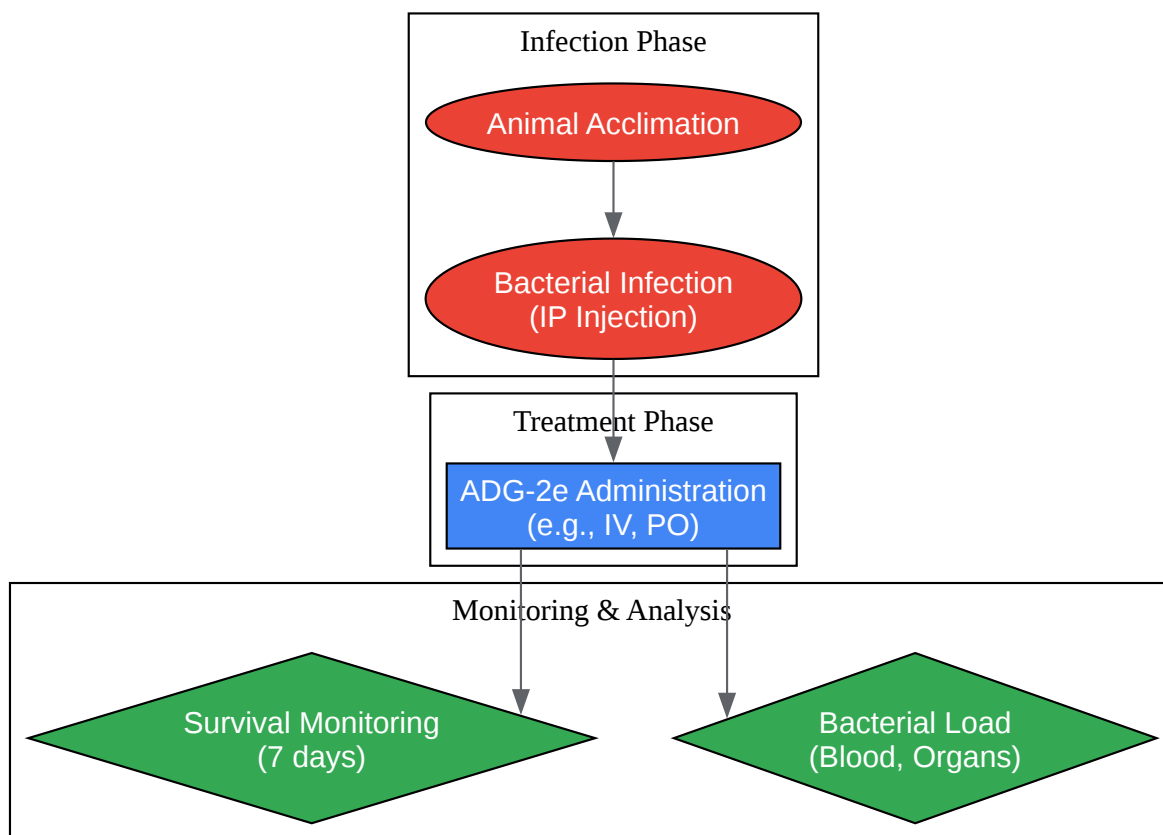 Infection Phase
Animal Acclimation
Bacterial Infection
(IP Injection)
Treatment Phase
ADG-2e Administration
(e.g., IV, PO)
Monitoring & Analysis
Survival Monitoring
(7 days)
Bacterial Load
(Blood, Organs)